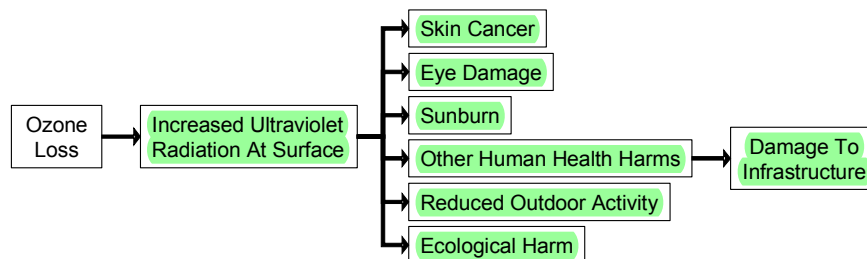 Ozone
Loss
Increased Ultraviolet
Radiation At Surface
Skin Cancer
Eye Damage
Sunburn
Other Human Health Harms
Reduced Outdoor Activity
Ecological Harm
Damage To
Infrastructure